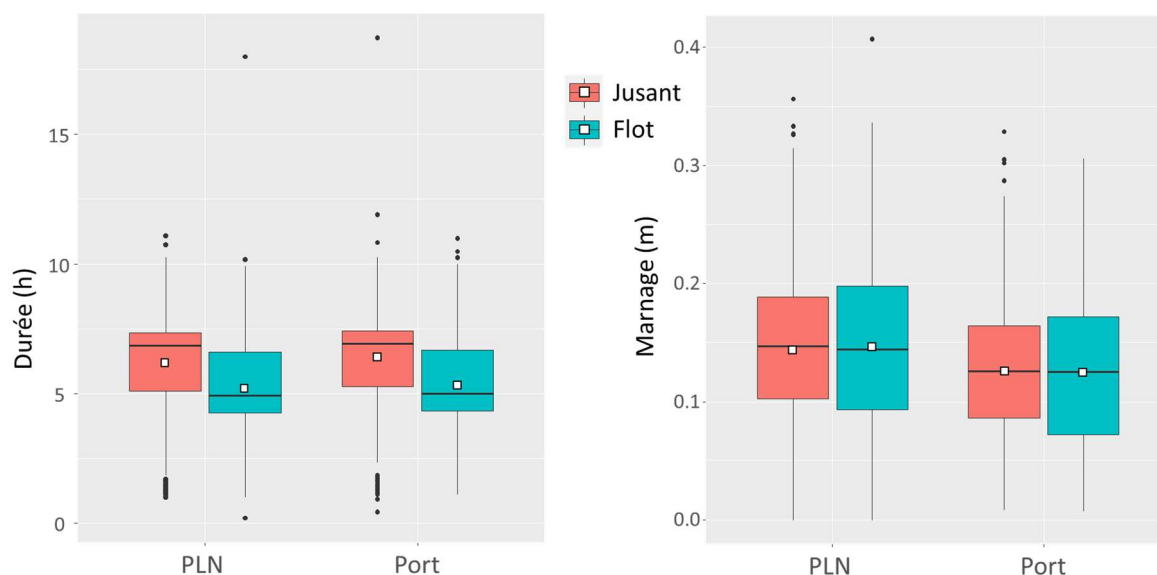 Durée (h)
15
10
5
0
PLN
Port
Jusant
Flot
Marnage (m)
0.4
0.3
0.2
0.1
0.0
PLN
Port